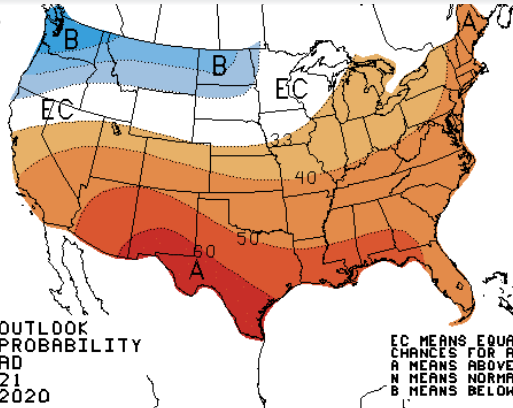 A
B
B
EC
EC
33
40
50
60
A
OUTLOOK
PROBABILITY
AD
21
2020
EC MEANS EQUA
CHANCES FOR A
A MEANS ABOVE
N MEANS NORMA
B MEANS BELOW